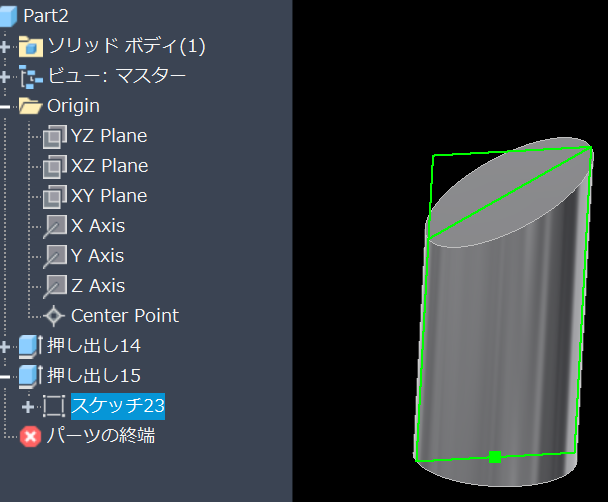 Part2
ソリッド ボディ(1)
ビュー: マスター
Origin
YZ Plane
XZ Plane
XY Plane
X Axis
Y Axis
Z Axis
Center Point
押し出し14
押し出し15
スケッチ23
パーツの終端